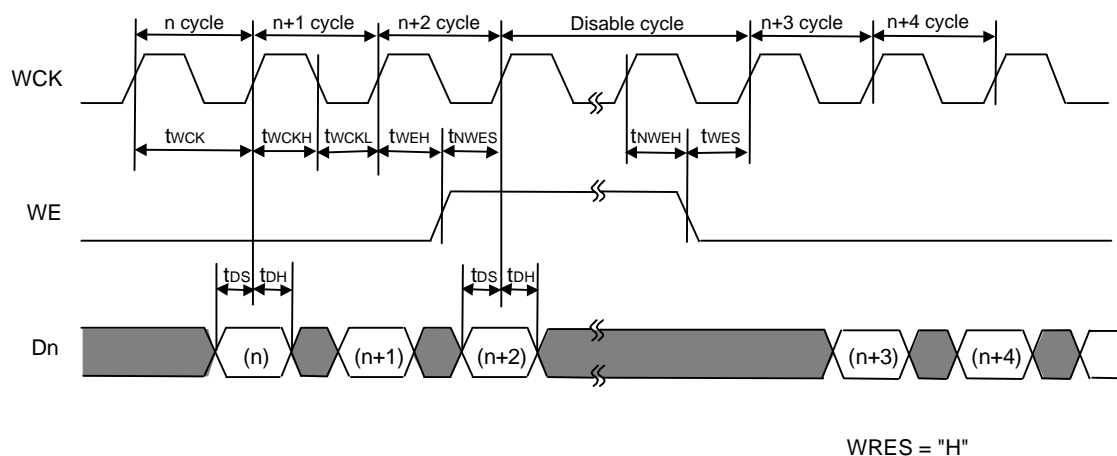 n cycle n+1 cycle n+2 cycle Disable cycle n+3 cycle n+4 cycle
WCK
tWCK tWCKH tWCKL tWEH tNWES tNWEH tWES
WE
tDS tDH tDS tDH
Dn (n) (n+1) (n+2) (n+3) (n+4)
WRES = "H"